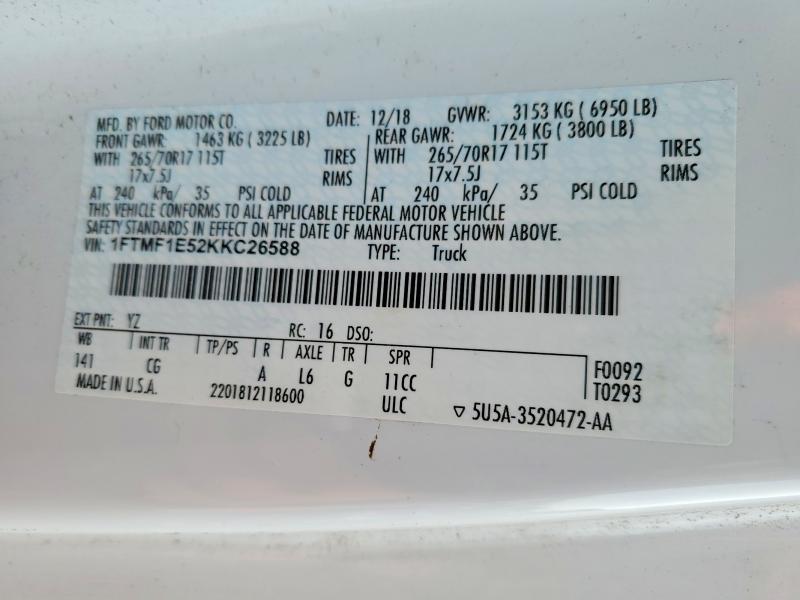 MFD. BY FORD MOTOR CO. DATE: 12/18 GVWR: 3153 KG ( 6950 LB)
FRONT GAWR: 1463 KG ( 3225 LB) REAR GAWR: 1724 KG ( 3800 LB)
WITH 265/70R17 115T TIRES WITH 265/70R17 115T TIRES
17x7.5J RIMS 17x7.5J RIMS
AT 240 kPa/ 35 PSI COLD AT 240 kPa/ 35 PSI COLD
THIS VEHICLE CONFORMS TO ALL APPLICABLE FEDERAL MOTOR VEHICLE
SAFETY STANDARDS IN EFFECT ON THE DATE OF MANUFACTURE SHOWN ABOVE.
VIN: 1FTMF1E52KKC26588 TYPE: Truck
EXT PNT: YZ RC: 16 DSO:
WB INT TR TP/PS R AXLE TR SPR F0092
141 CG A L6 G 11CC T0293
MADE IN U.S.A. 2201812118600 ULC ▽ 5U5A-3520472-AA